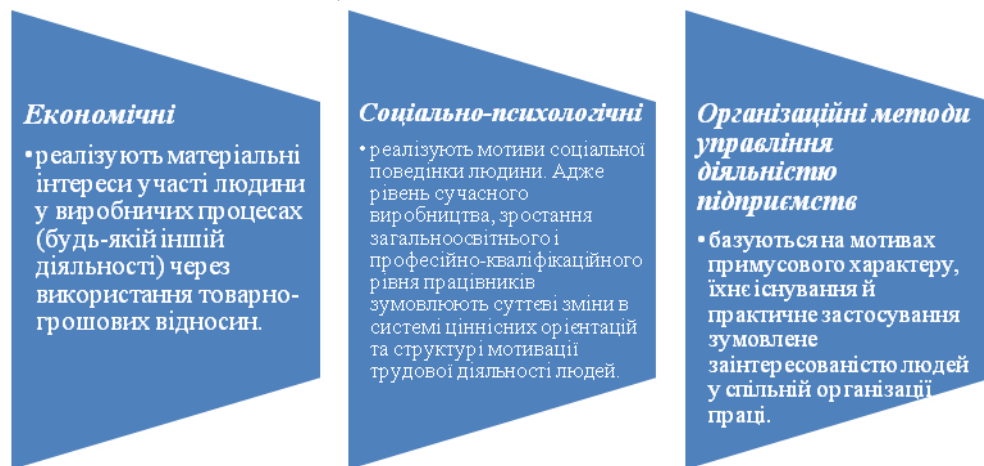 Економічні
•реалізують матеріальні
інтереси участі людини
у виробничих процесах
(будь-якій іншій
діяльності) через
використання товарно-
грошових відносин.
Соціально-психологічні
•реалізують мотиви соціальної
поведінки людини. Адже
рівень сучасного
виробництва, зростання
загальноосвітнього і
професійно-кваліфікаційного
рівня працівників
зумовлюють суттєві зміни в
системі ціннісних орієнтацій
та структурі мотивації
трудової діяльності людей.
Організаційні методи
управління
діяльністю
підприємств
•базуються на мотивах
примусового характеру,
їхнє існування й
практичне застосування
зумовлене
заінтересованістю людей
у спільній організації
праці.